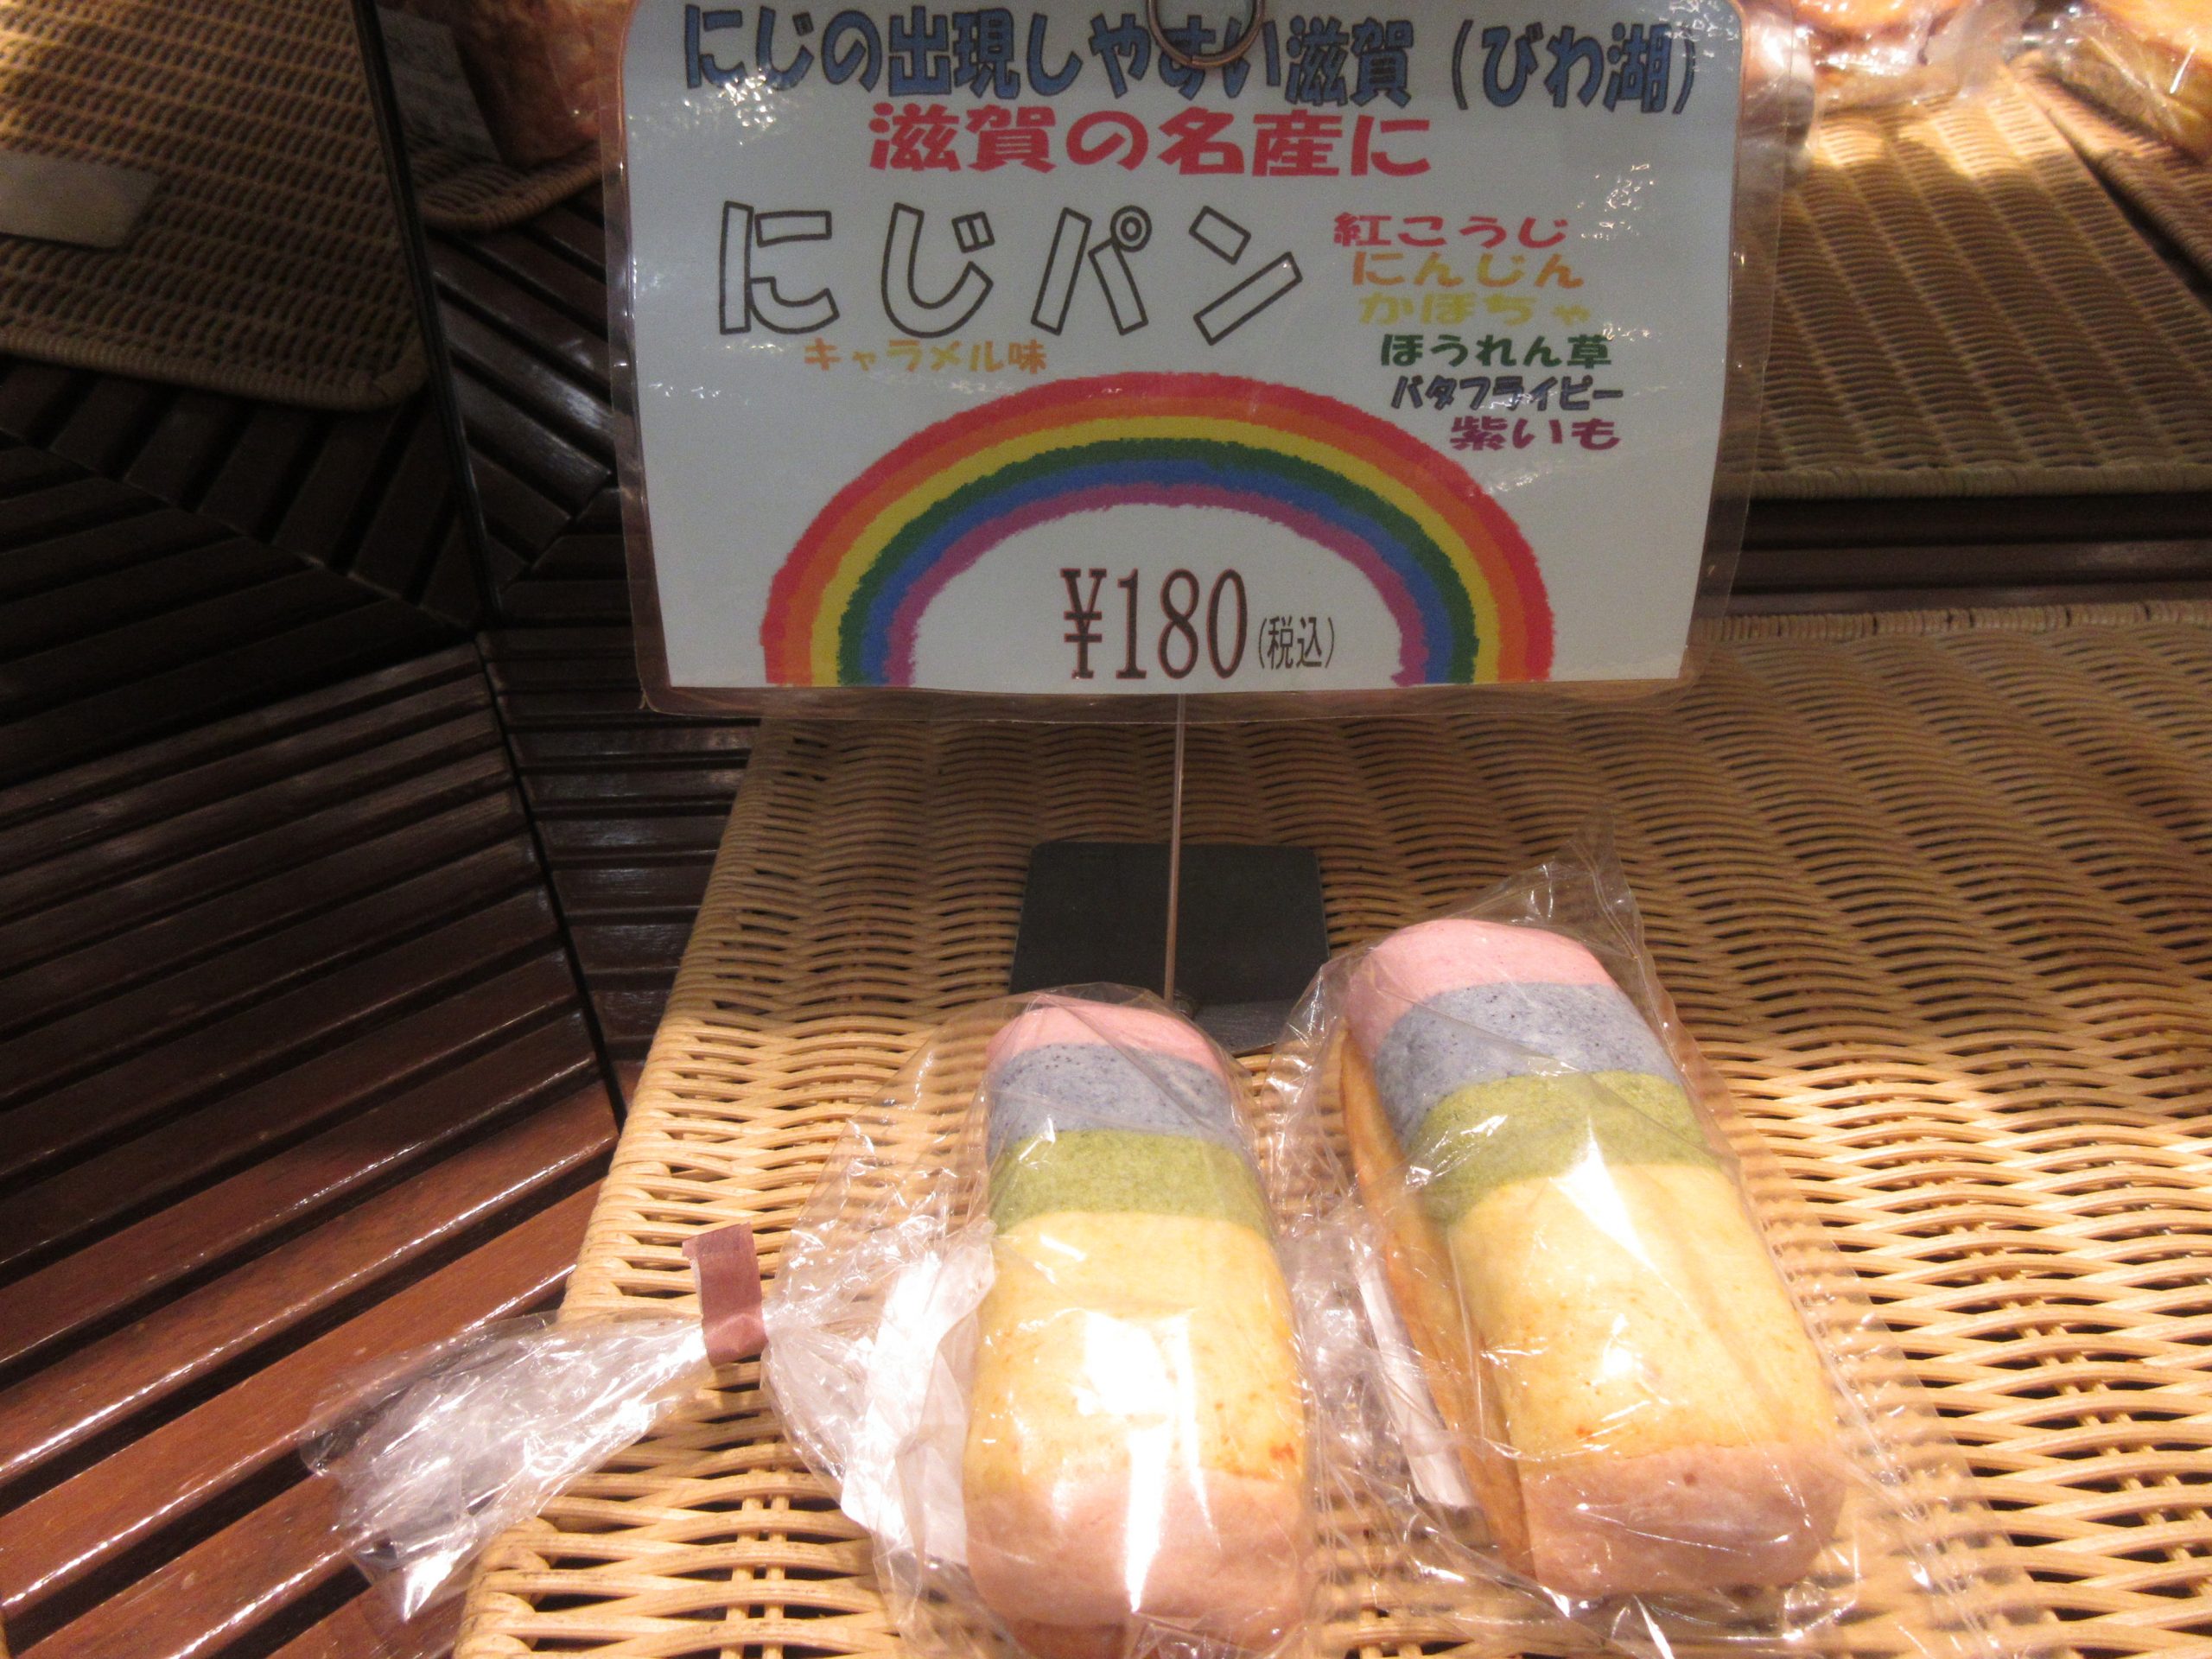 にじの出現しやすい滋賀（びわ湖）
滋賀の名産に
にじパン
キャラメル味
紅こうじ
にんじん
かぼちゃ
ほうれん草
バタフライピー
紫いも
¥180(税込)